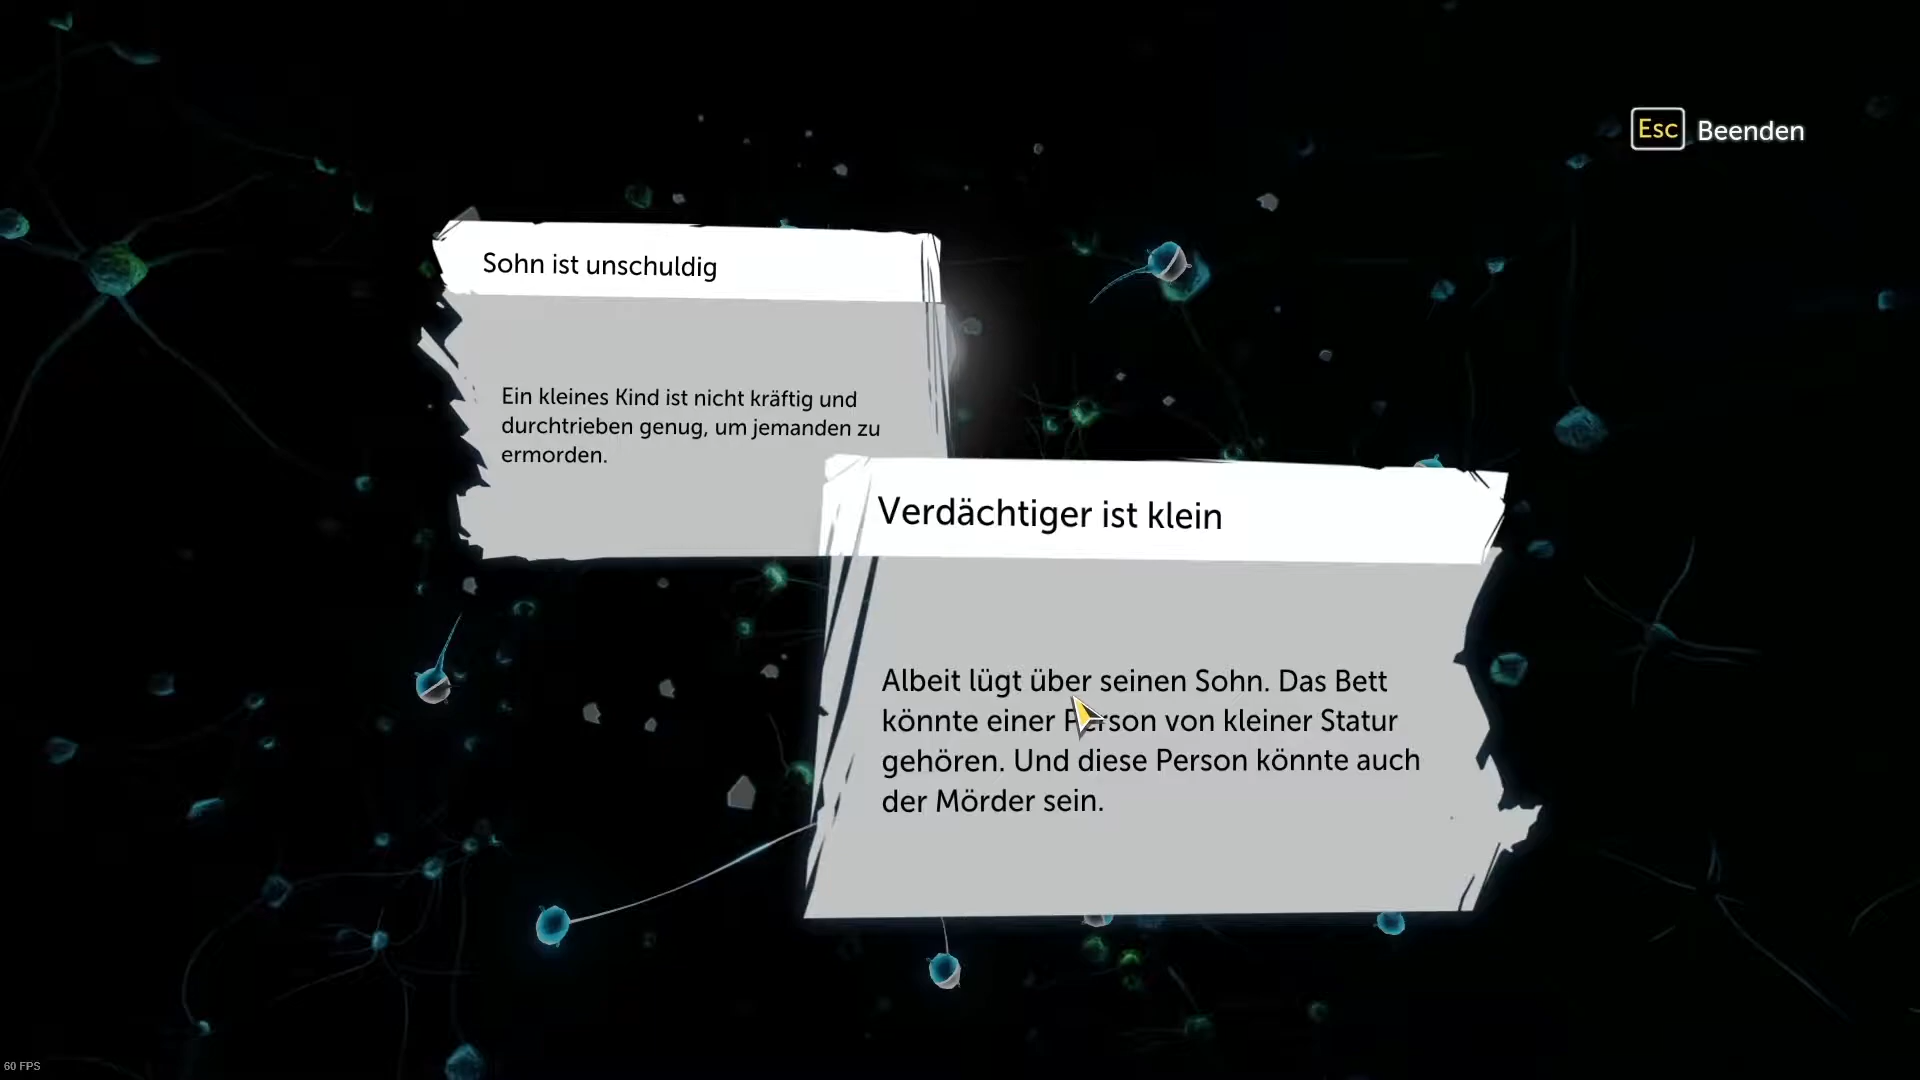 Esc Beenden
Sohn ist unschuldig
Ein kleines Kind ist nicht kräftig und
durchtrieben genug, um jemanden zu
ermorden.
Verdächtiger ist klein
Albeit lügt über seinen Sohn. Das Bett
könnte einer Person von kleiner Statur
gehören. Und diese Person könnte auch
der Mörder sein.
60 FPS